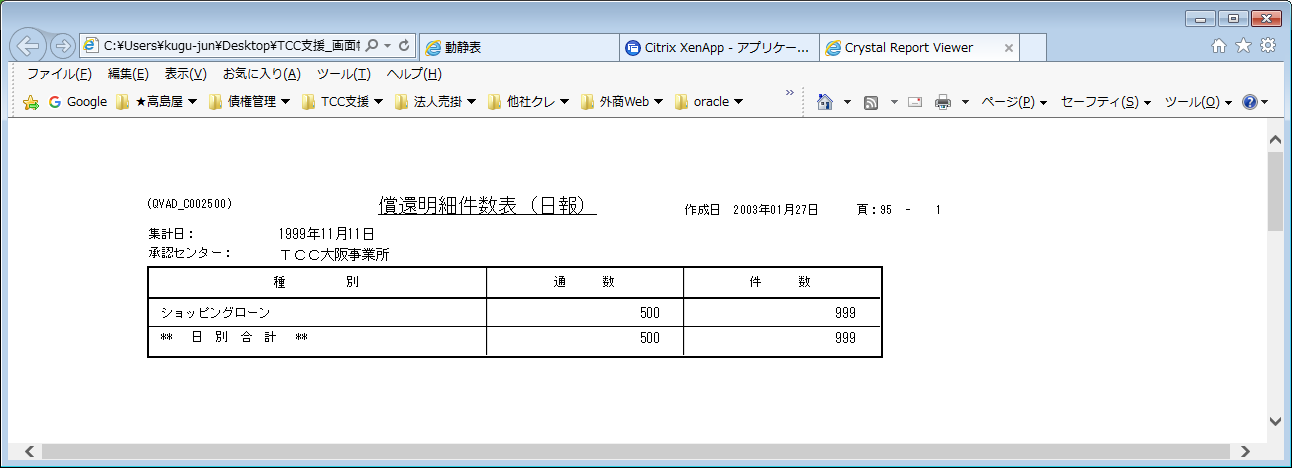 C:¥Users¥kugu-jun¥Desktop¥TCC支援_画面
動静表
Citrix XenApp - アプリケー...
Crystal Report Viewer
ファイル(F) 編集(E) 表示(V) お気に入り(A) ツール(T) ヘルプ(H)
Google ★高島屋 債権管理 TCC支援 法人売掛 他社クレ 外商Web oracle » ページ(P) セーフティ(S) ツール(O)
(QVAD_C002500) 償還明細件数表（日報） 作成日 2003年01月27日 頁：95 - 1
集計日： 1999年11月11日
承認センター： ＴＣＣ大阪事業所
種 別 通 数 件 数
ショッピングローン 500 999
** 日 別 合 計 ** 500 999